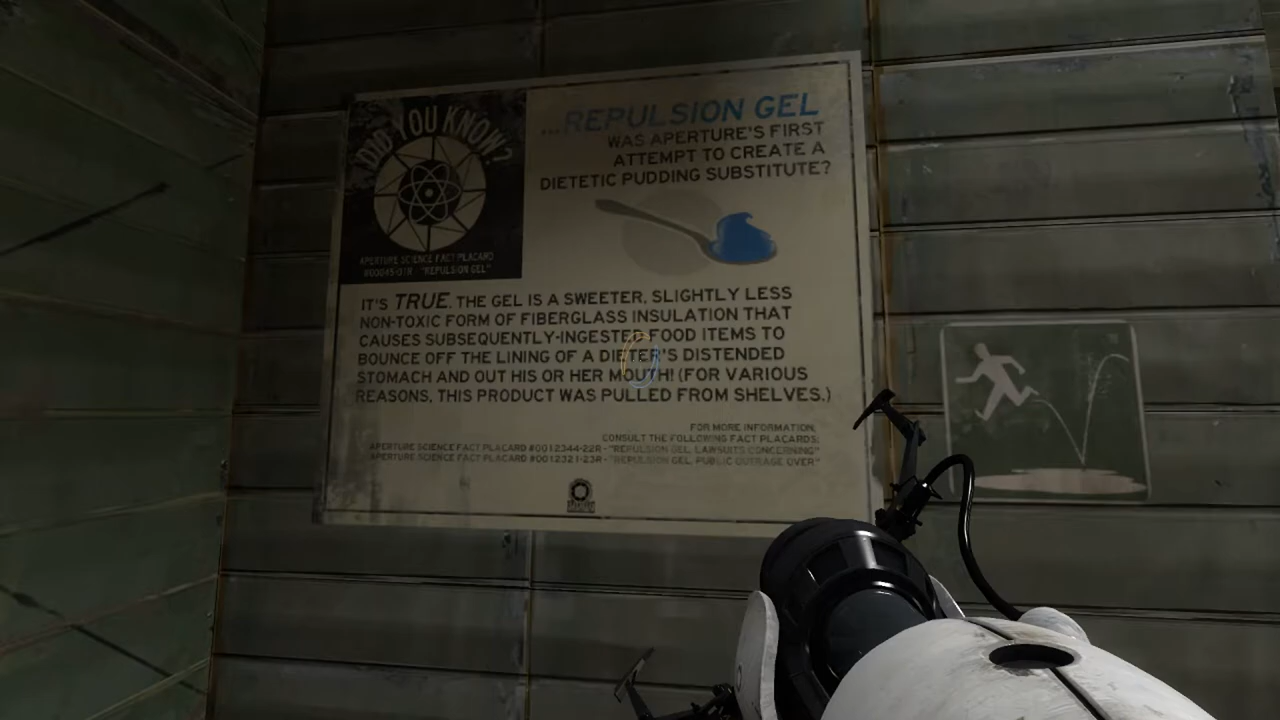 DID YOU KNOW?
APERTURE SCIENCE FACT PLACARD
#00045-01R "REPULSION GEL"
...REPULSION GEL
WAS APERTURE'S FIRST
ATTEMPT TO CREATE A
DIETETIC PUDDING SUBSTITUTE?
IT'S TRUE. THE GEL IS A SWEETER, SLIGHTLY LESS
NON-TOXIC FORM OF FIBERGLASS INSULATION THAT
CAUSES SUBSEQUENTLY-INGESTED FOOD ITEMS TO
BOUNCE OFF THE LINING OF A DIETER'S DISTENDED
STOMACH AND OUT HIS OR HER MOUTH! (FOR VARIOUS
REASONS, THIS PRODUCT WAS PULLED FROM SHELVES.)
FOR MORE INFORMATION,
CONSULT THE FOLLOWING FACT PLACARDS:
APERTURE SCIENCE FACT PLACARD #0012344-22R - "REPULSION GEL, LAWSUITS CONCERNING"
APERTURE SCIENCE FACT PLACARD #0012321-23R - "REPULSION GEL, PUBLIC OUTRAGE OVER"